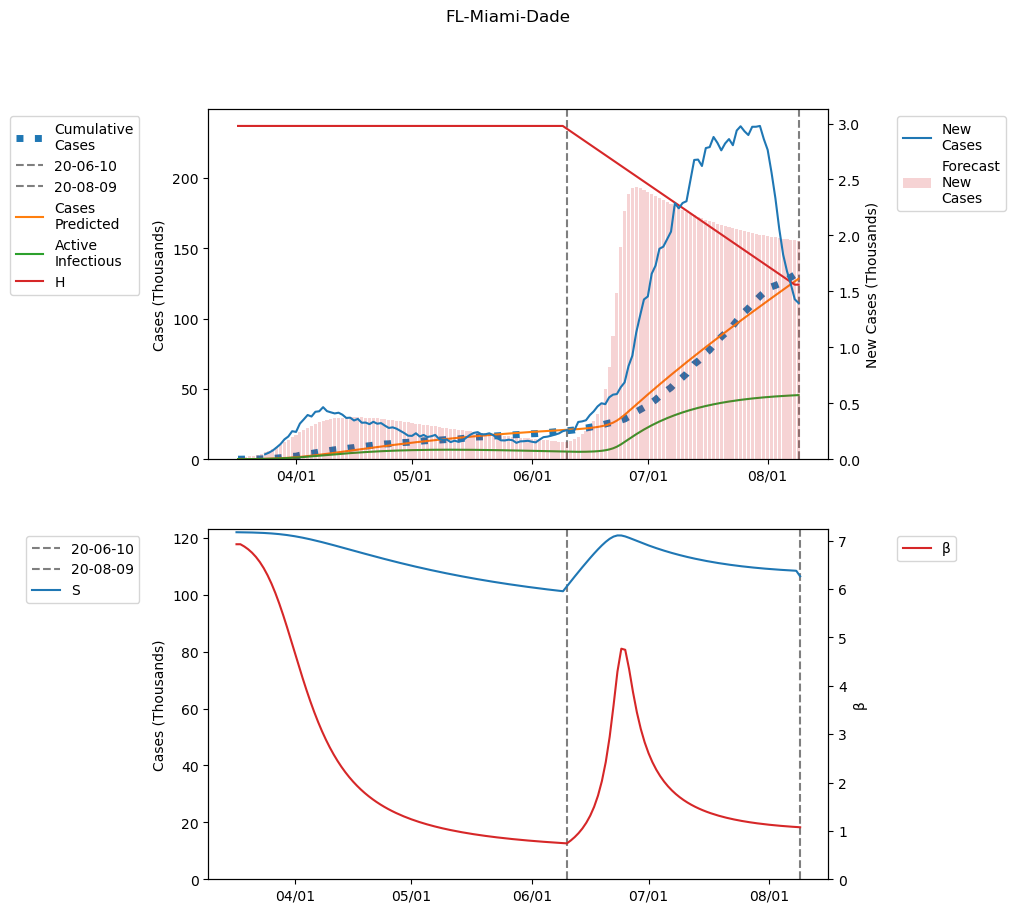 FL-Miami-Dade
Cumulative
Cases
20-06-10
20-08-09
Cases
Predicted
Active
Infectious
H
Cases (Thousands)
200
150
100
50
0
04/01
05/01
06/01
07/01
08/01
3.0
2.5
2.0
1.5
1.0
0.5
0.0
New Cases (Thousands)
New
Cases
Forecast
New
Cases
20-06-10
20-08-09
S
Cases (Thousands)
120
100
80
60
40
20
0
04/01
05/01
06/01
07/01
08/01
7
6
5
4
3
2
1
0
β
β